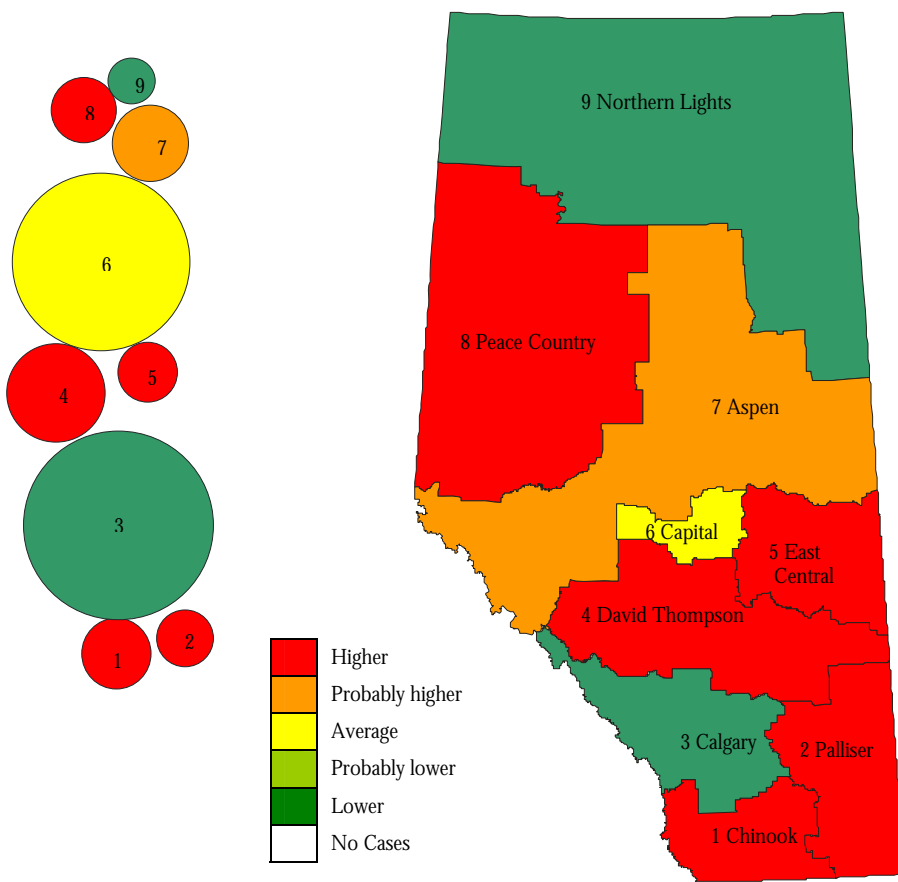 9
8
7
6
5
4
3
2
1
Higher
Probably higher
Average
Probably lower
Lower
No Cases
9 Northern Lights
8 Peace Country
7 Aspen
6 Capital
5 East
Central
4 David Thompson
3 Calgary
2 Palliser
1 Chinook